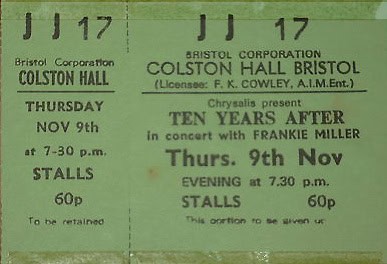 JJ 17
Bristol Corporation
COLSTON HALL
THURSDAY
NOV 9th
at 7-30 p.m.
STALLS
60p
To be retained
JJ 17
BRISTOL CORPORATION
COLSTON HALL BRISTOL
(Licensee: F. K. COWLEY, A.I.M.Ent.)
Chrysalis present
TEN YEARS AFTER
in concert with FRANKIE MILLER
Thurs. 9th Nov
EVENING at 7.30 p.m.
STALLS 60p
This portion to be given up